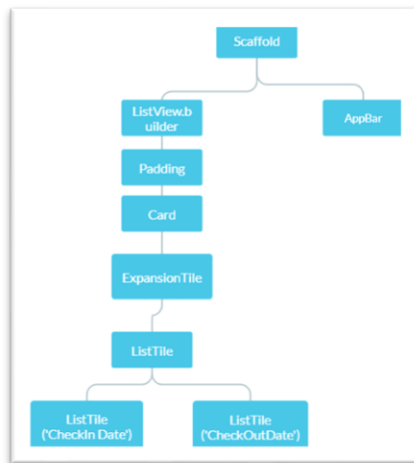 Scaffold
ListView.b
uilder
AppBar
Padding
Card
ExpansionTile
ListTile
ListTile
('CheckIn Date')
ListTile
('CheckOutDate')